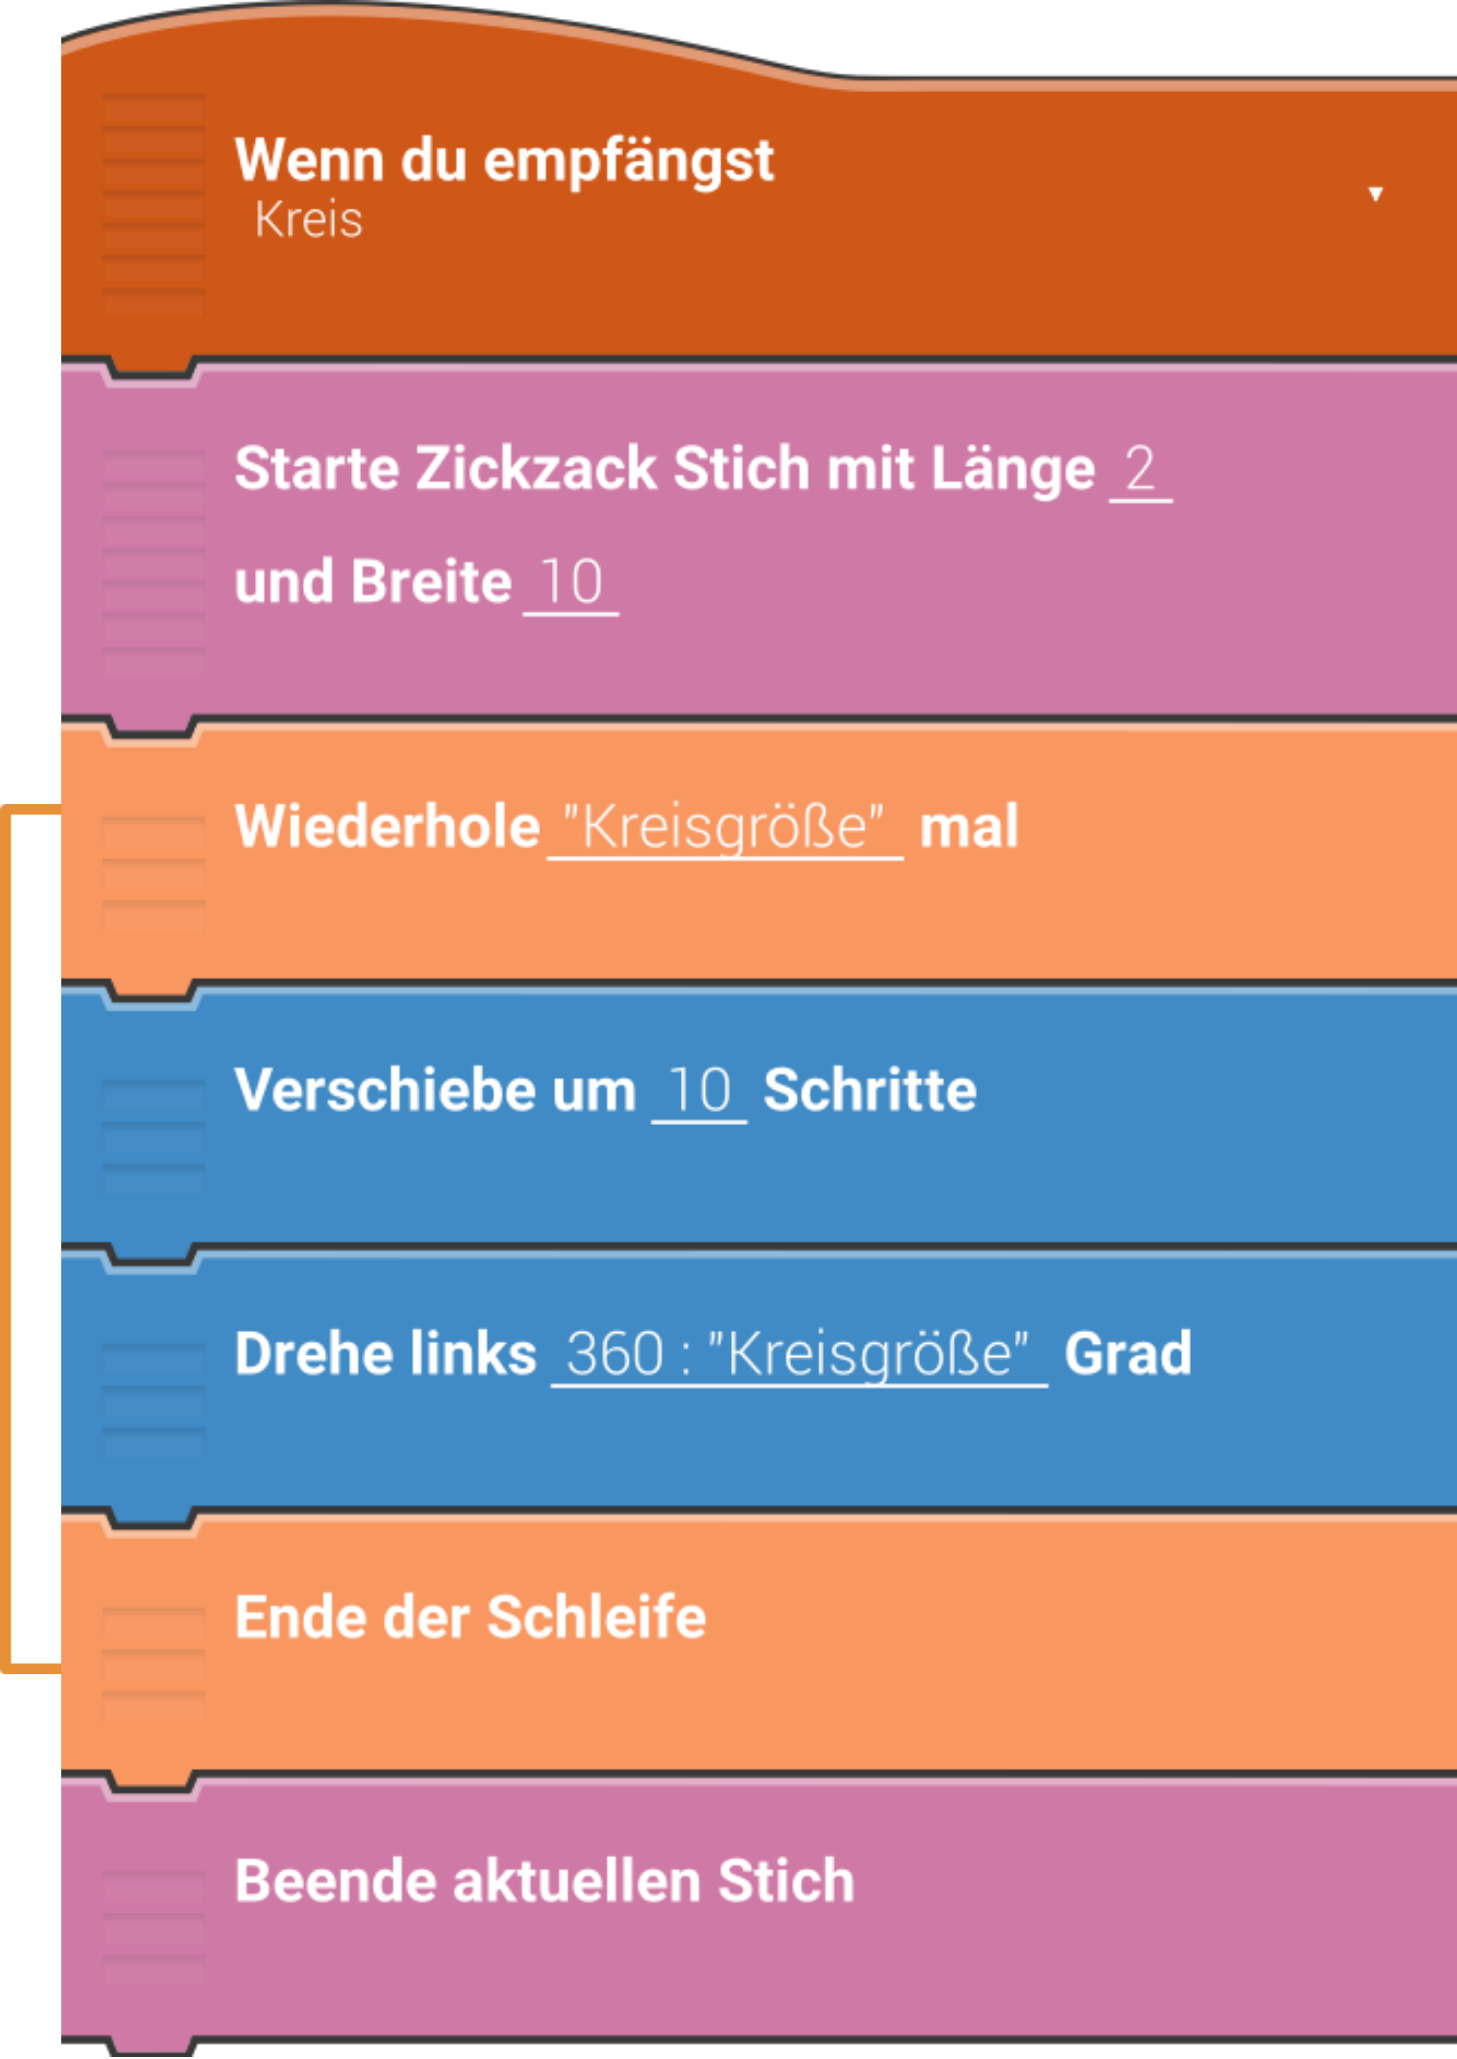 Wenn du empfängst
Kreis
Starte Zickzack Stich mit Länge 2
und Breite 10
Wiederhole "Kreisgröße" mal
Verschiebe um 10 Schritte
Drehe links 360 : "Kreisgröße" Grad
Ende der Schleife
Beende aktuellen Stich